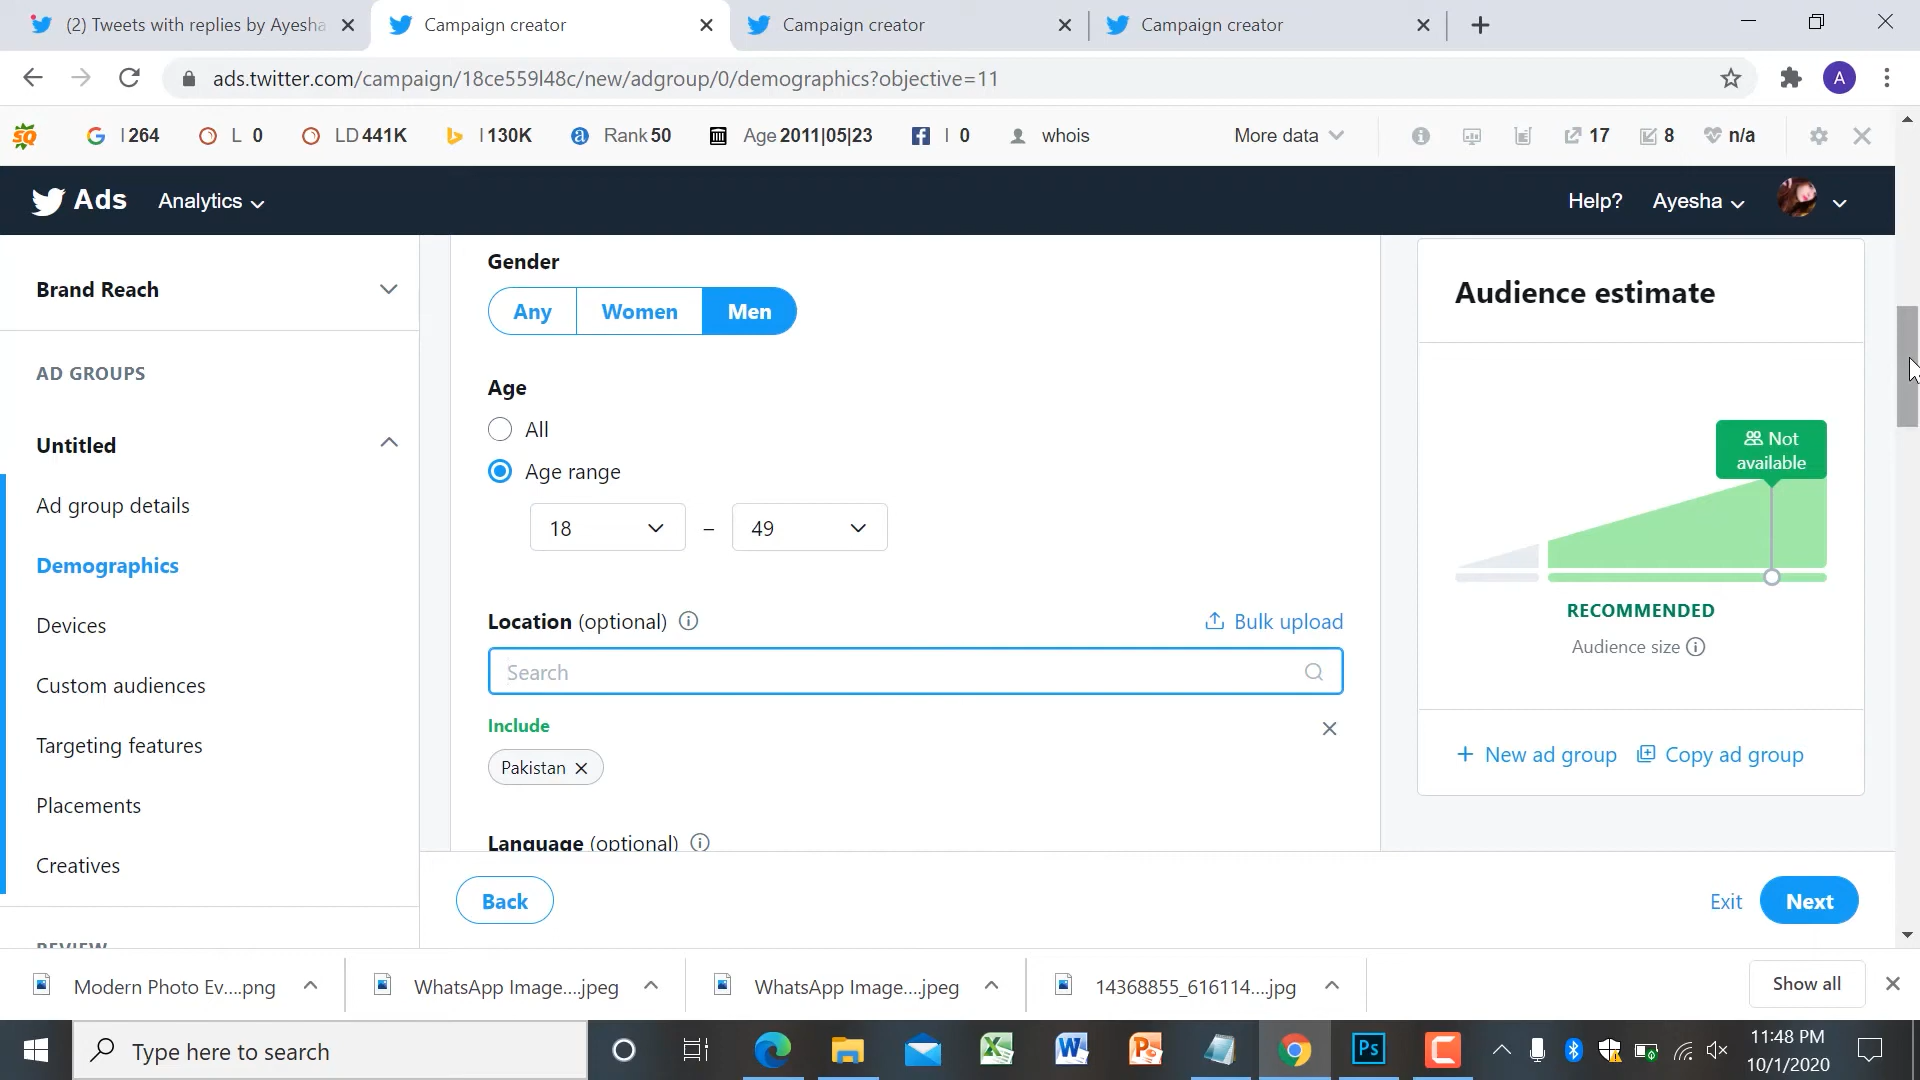 (2) Tweets with replies by Ayesha
Campaign creator
Campaign creator
Campaign creator
ads.twitter.com/campaign/18ce559l48c/new/adgroup/0/demographics?objective=11
A
SQ
I 264
L 0
LD 441K
I 130K
Rank 50
Age 2011|05|23
I 0
whois
More data
17
8
n/a
Ads
Analytics
Help?
Ayesha
Brand Reach
AD GROUPS
Untitled
Ad group details
Demographics
Devices
Custom audiences
Targeting features
Placements
Creatives
REVIEW
Gender
Any
Women
Men
Age
All
Age range
18
–
49
Location (optional)
Bulk upload
Search
Include
Pakistan
Language (optional)
Audience estimate
Not
available
RECOMMENDED
Audience size
+ New ad group
Copy ad group
Back
Exit
Next
Modern Photo Ev....png
WhatsApp Image....jpeg
WhatsApp Image....jpeg
14368855_616114....jpg
Show all
Type here to search
11:48 PM
10/1/2020